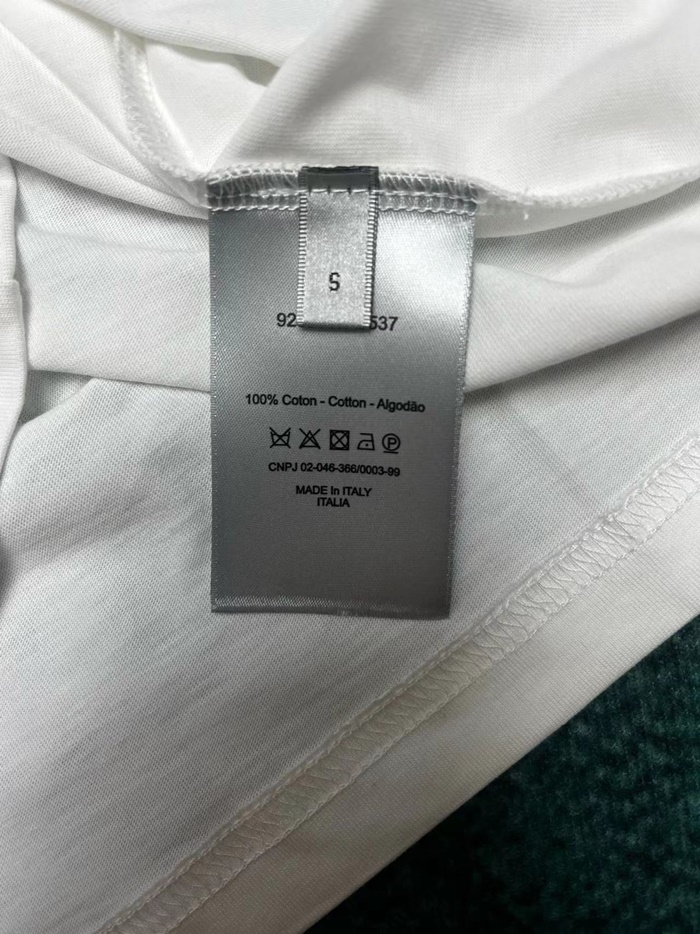 S
92 537
100% Coton - Cotton - Algodão
CNPJ 02-046-366/0003-99
MADE In ITALY
ITALIA